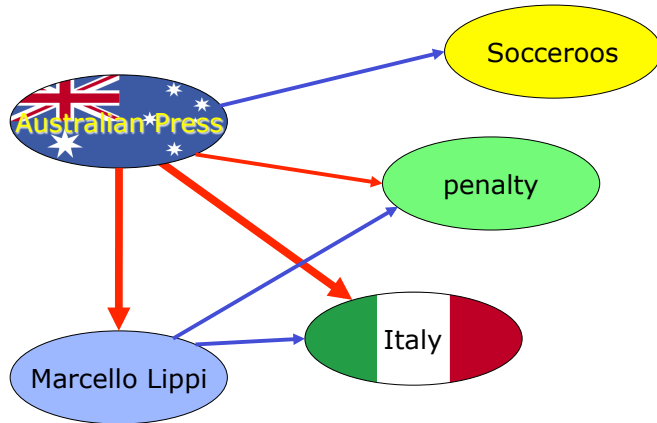 Socceroos
Australian Press
penalty
Italy
Marcello Lippi